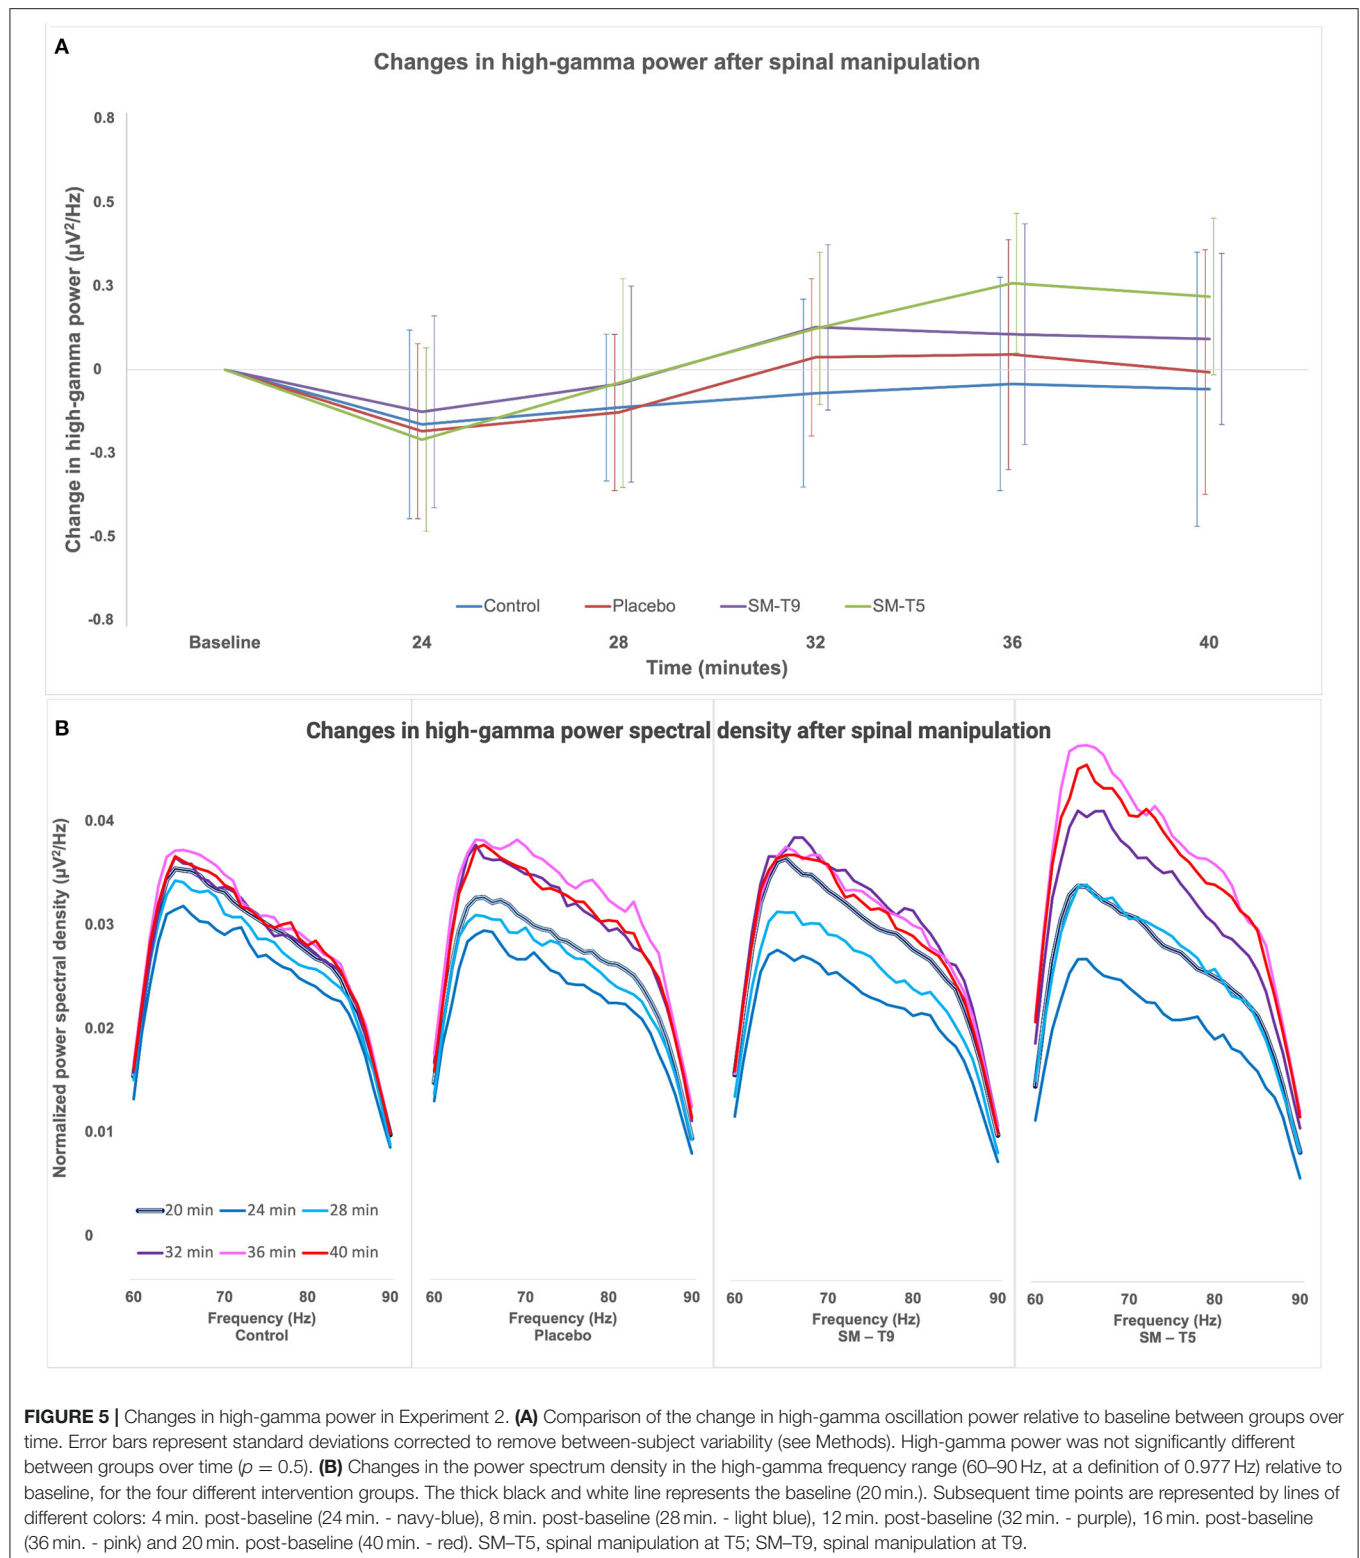 A
Changes in high-gamma power after spinal manipulation
Change in high-gamma power (µV²/Hz)
0.8
0.5
0.3
0
-0.3
-0.5
-0.8
Control Placebo SM-T9 SM-T5
Baseline 24 28 32 36 40
Time (minutes)
B
Changes in high-gamma power spectral density after spinal manipulation
Normalized power spectral density (µV²/Hz)
0.04
0.03
0.02
0.01
0
20 min 24 min 28 min
32 min 36 min 40 min
60 70 80 90 60 70 80 90 60 70 80 90 60 70 80 90
Frequency (Hz) Frequency (Hz) Frequency (Hz) Frequency (Hz)
Control Placebo SM – T9 SM – T5
FIGURE 5 | Changes in high-gamma power in Experiment 2. (A) Comparison of the change in high-gamma oscillation power relative to baseline between groups over
time. Error bars represent standard deviations corrected to remove between-subject variability (see Methods). High-gamma power was not significantly different
between groups over time (p = 0.5). (B) Changes in the power spectrum density in the high-gamma frequency range (60–90 Hz, at a definition of 0.977 Hz) relative to
baseline, for the four different intervention groups. The thick black and white line represents the baseline (20 min.). Subsequent time points are represented by lines of
different colors: 4 min. post-baseline (24 min. - navy-blue), 8 min. post-baseline (28 min. - light blue), 12 min. post-baseline (32 min. - purple), 16 min. post-baseline
(36 min. - pink) and 20 min. post-baseline (40 min. - red). SM–T5, spinal manipulation at T5; SM–T9, spinal manipulation at T9.